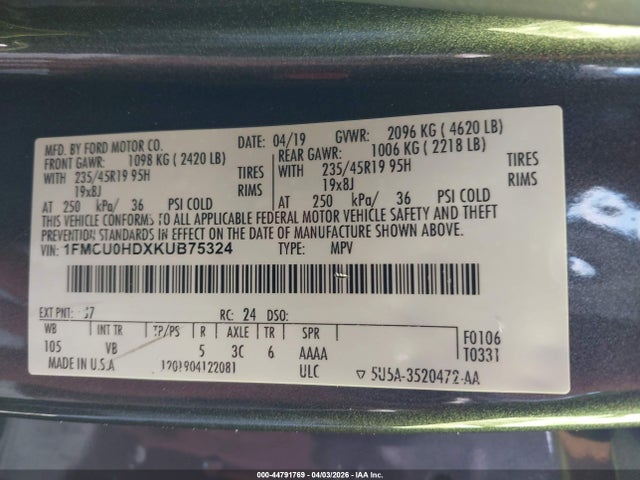 MFD. BY FORD MOTOR CO.
DATE: 04/19 GVWR: 2096 KG ( 4620 LB)
FRONT GAWR: 1098 KG ( 2420 LB) REAR GAWR: 1006 KG ( 2218 LB)
WITH 235/45R19 95H TIRES WITH 235/45R19 95H TIRES
19x8J RIMS 19x8J RIMS
AT 250 kPa/ 36 PSI COLD AT 250 kPa/ 36 PSI COLD
THIS VEHICLE CONFORMS TO ALL APPLICABLE FEDERAL MOTOR VEHICLE SAFETY AND THEFT
PREVENTION STANDARDS IN EFFECT ON THE DATE OF MANUFACTURE SHOWN ABOVE.
VIN: 1FMCU0HDXKUB75324 TYPE: MPV
EXT PNT: RC: 24 DSO:
WB INT TR TP/PS R AXLE TR SPR F0106
105 VB 5 3C 6 AAAA T0331
MADE IN U.S.A 1201904122081 ULC ▽ 5U5A-3520472-AA
000-44791769 - 04/03/2026 - IAA Inc.